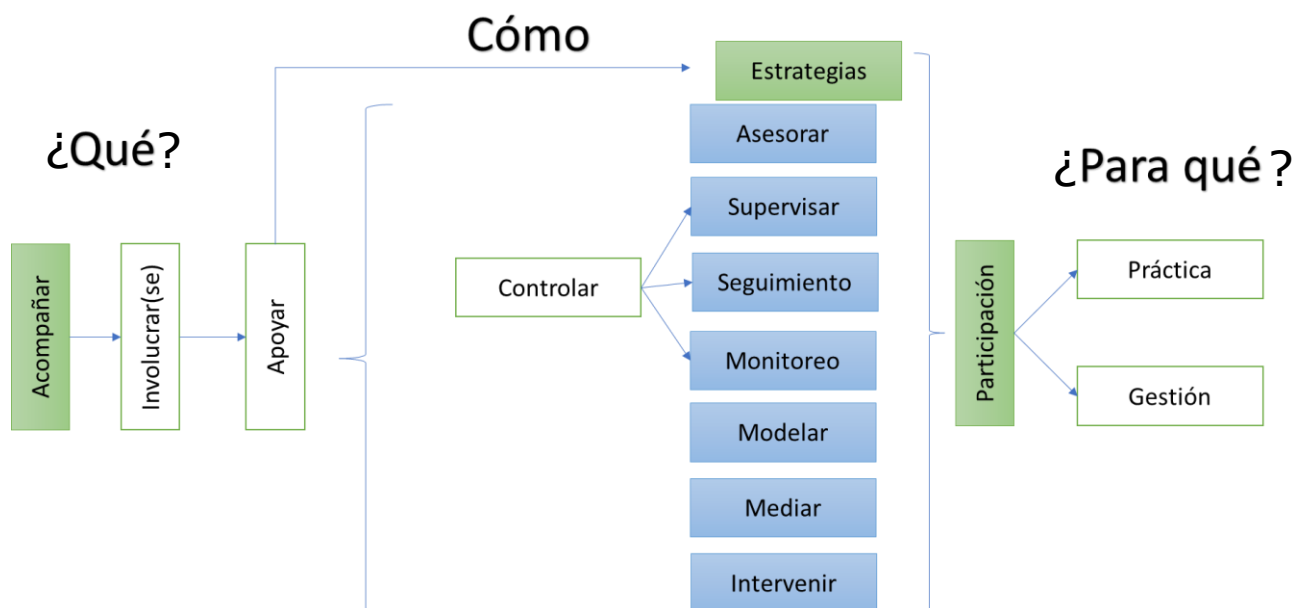 Cómo
Estrategias
¿Qué?
Asesorar
¿Para qué?
Supervisar
Acompañar
Involucrar(se)
Apoyar
Controlar
Seguimiento
Monitoreo
Modelar
Mediar
Intervenir
Participación
Práctica
Gestión